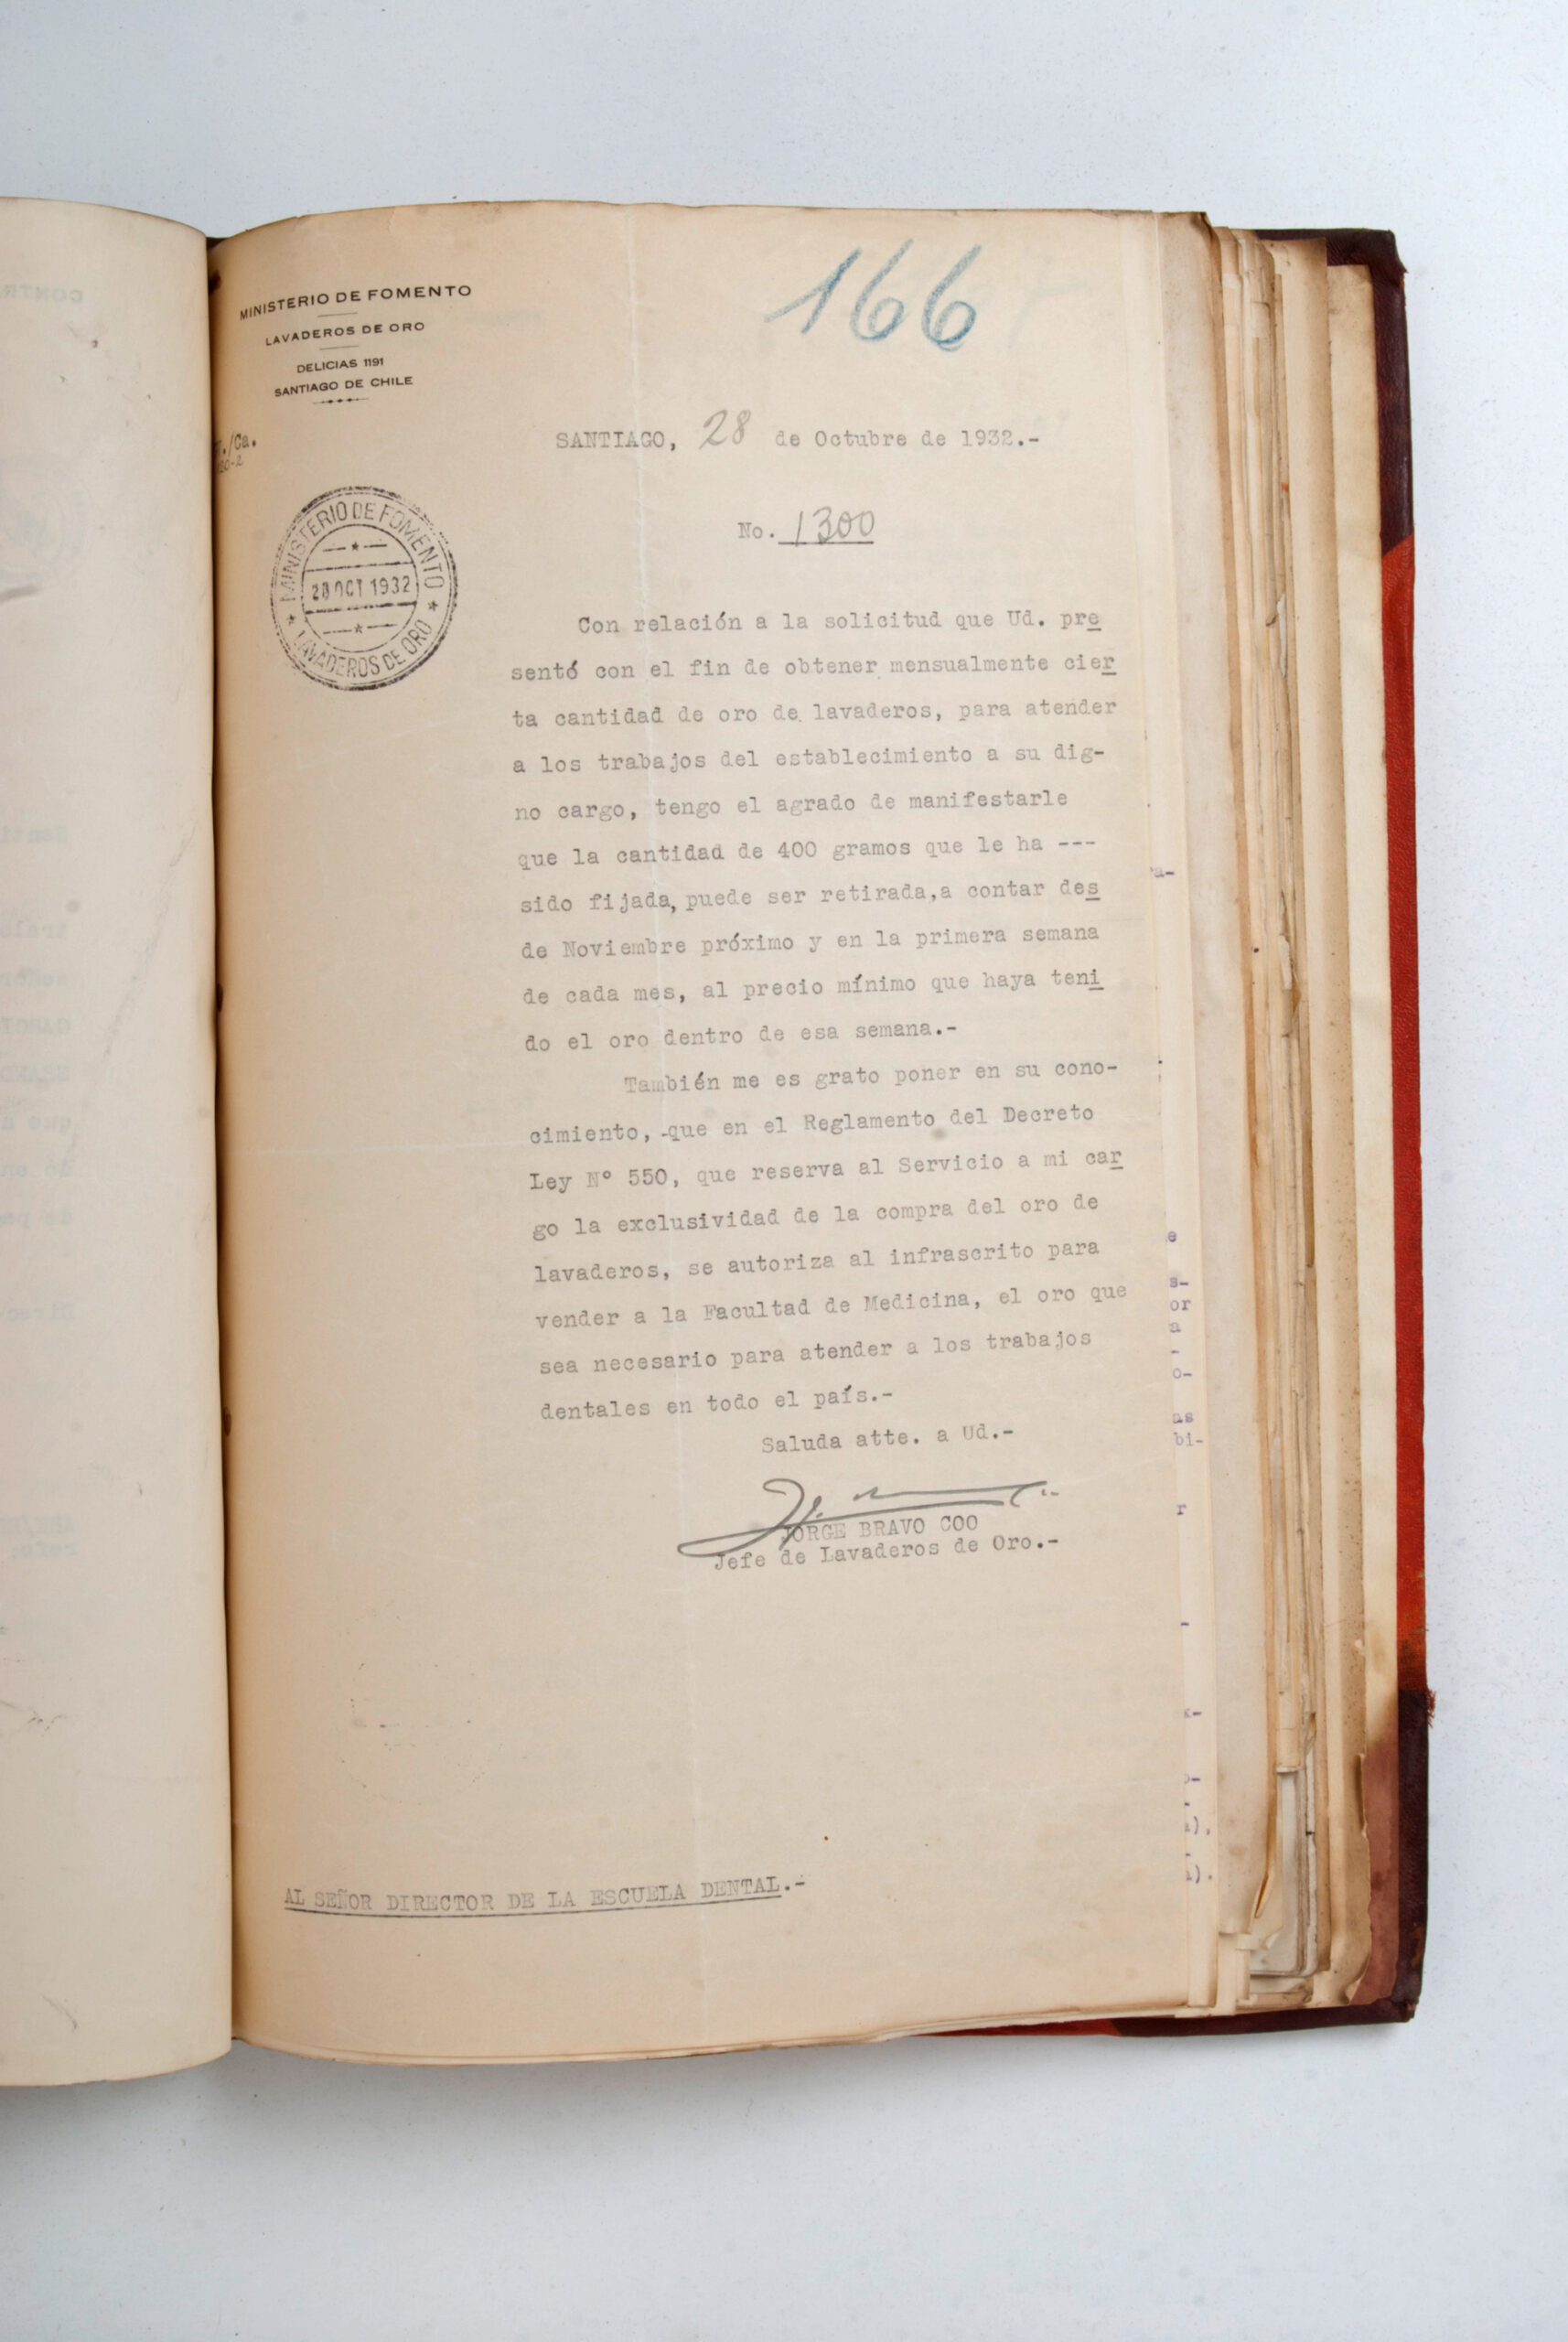 166
MINISTERIO DE FOMENTO
LAVADEROS DE ORO
DELICIAS 1191
SANTIAGO DE CHILE
/Ca.
SANTIAGO, 28 de Octubre de 1932.-
No. 1300
MINISTERIO DE FOMENTO
28 OCT 1932
LAVADEROS DE ORO
Con relación a la solicitud que Ud. pre
sentó con el fin de obtener mensualmente cier
ta cantidad de oro de lavaderos, para atender
a los trabajos del establecimiento a su dig-
no cargo, tengo el agrado de manifestarle
que la cantidad de 400 gramos que le ha ---
sido fijada, puede ser retirada,a contar des
de Noviembre próximo y en la primera semana
de cada mes, al precio mínimo que haya teni
do el oro dentro de esa semana.-
También me es grato poner en su cono-
cimiento, -que en el Reglamento del Decreto
Ley Nº 550, que reserva al Servicio a mi car
go la exclusividad de la compra del oro de
lavaderos, se autoriza al infrascrito para
vender a la Facultad de Medicina, el oro que
sea necesario para atender a los trabajos
dentales en todo el país.-
Saluda atte. a Ud.-
JORGE BRAVO COO
Jefe de Lavaderos de Oro.-
AL SEÑOR DIRECTOR DE LA ESCUELA DENTAL.-